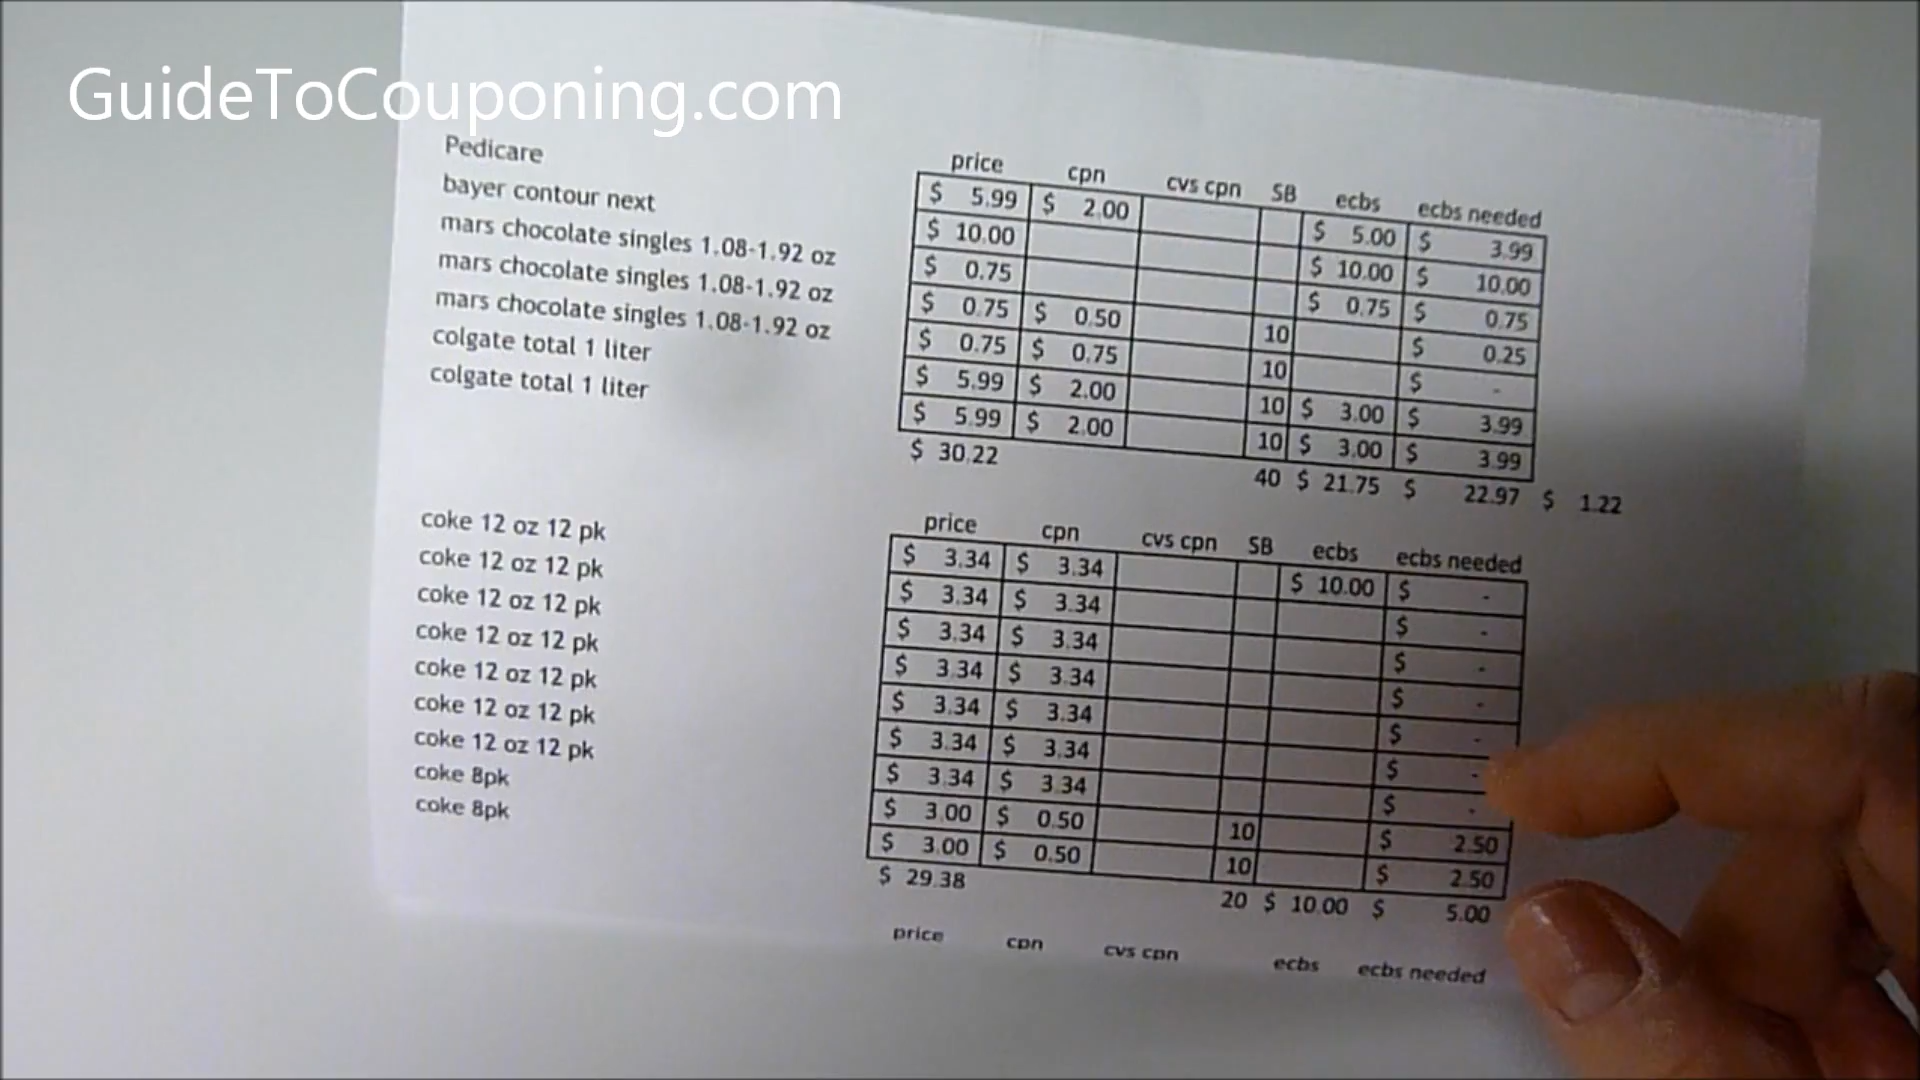 GuideToCouponing.com
price cpn cvs cpn SB ecbs ecbs needed
Pedicare $ 5.99 $ 2.00 $ 5.00 $ 3.99
bayer contour next $ 10.00 $ 10.00 $ 10.00
mars chocolate singles 1.08-1.92 oz $ 0.75 $ 0.75 $ 0.75
mars chocolate singles 1.08-1.92 oz $ 0.75 $ 0.50 10 $ 0.25
mars chocolate singles 1.08-1.92 oz $ 0.75 $ 0.75 10 $ -
colgate total 1 liter $ 5.99 $ 2.00 10 $ 3.00 $ 3.99
colgate total 1 liter $ 5.99 $ 2.00 10 $ 3.00 $ 3.99
$ 30.22 40 $ 21.75 $ 22.97 $ 1.22
price cpn cvs cpn SB ecbs ecbs needed
coke 12 oz 12 pk $ 3.34 $ 3.34 $ 10.00 $ -
coke 12 oz 12 pk $ 3.34 $ 3.34 $ -
coke 12 oz 12 pk $ 3.34 $ 3.34 $ -
coke 12 oz 12 pk $ 3.34 $ 3.34 $ -
coke 12 oz 12 pk $ 3.34 $ 3.34 $ -
coke 12 oz 12 pk $ 3.34 $ 3.34 $ -
coke 12 oz 12 pk $ 3.34 $ 3.34 $ -
coke 8pk $ 3.00 $ 0.50 10 $ 2.50
coke 8pk $ 3.00 $ 0.50 10 $ 2.50
$ 29.38 20 $ 10.00 $ 5.00
price cpn cvs cpn ecbs ecbs needed